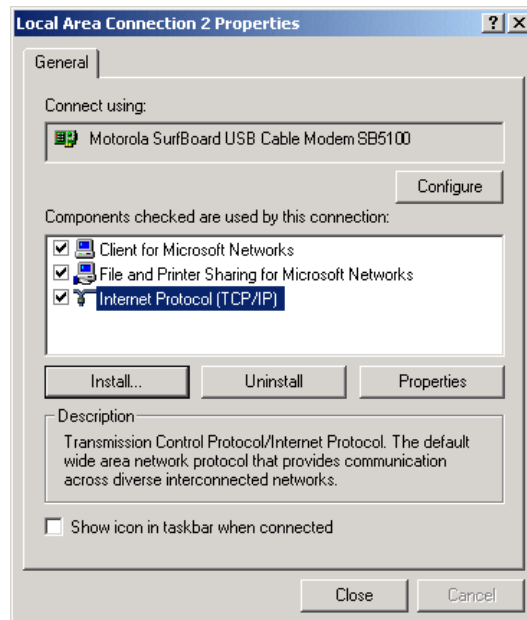 Local Area Connection 2 Properties
General
Connect using:
Motorola SurfBoard USB Cable Modem SB5100
Configure
Components checked are used by this connection:
Client for Microsoft Networks
File and Printer Sharing for Microsoft Networks
Internet Protocol (TCP/IP)
Install... Uninstall Properties
Description
Transmission Control Protocol/Internet Protocol. The default
wide area network protocol that provides communication
across diverse interconnected networks.
Show icon in taskbar when connected
Close Cancel